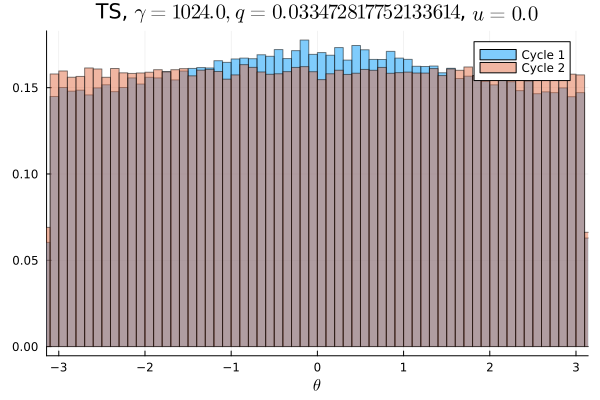 TS, γ = 1024.0, q = 0.033472817752133614, u = 0.0
Cycle 1
Cycle 2
0.15
0.10
0.05
0.00
−3 −2 −1 0 1 2 3
θ